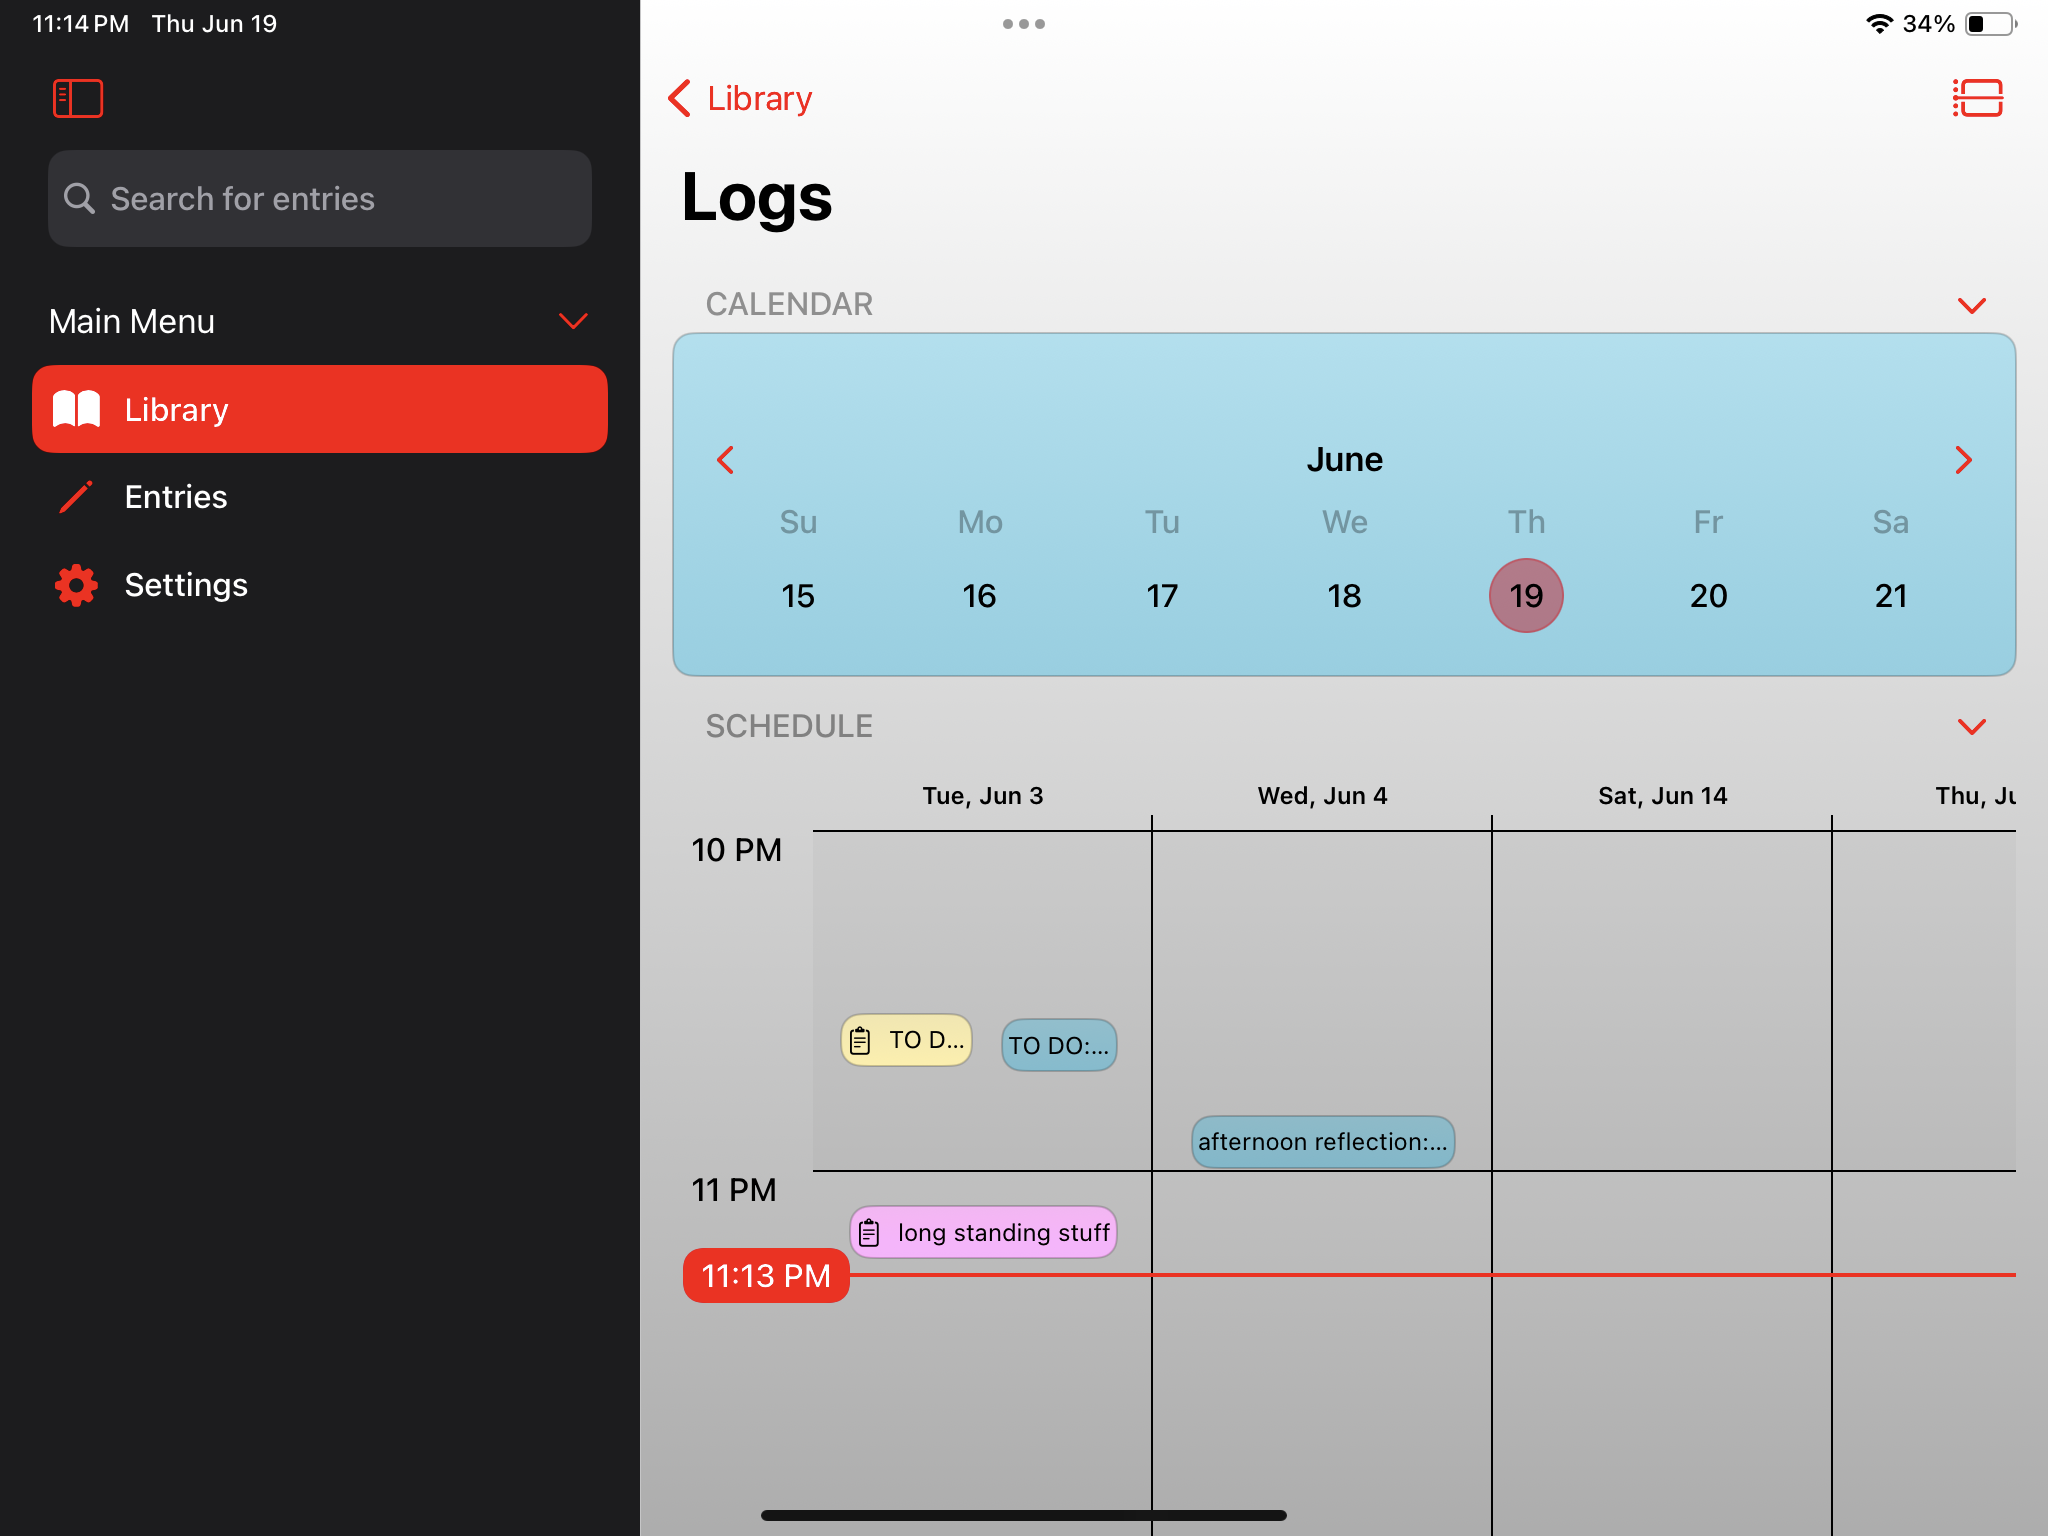 11:14 PM Thu Jun 19
34%
Search for entries
Main Menu
Library
Entries
Settings
Library
Logs
CALENDAR
June
Su Mo Tu We Th Fr Sa
15 16 17 18 19 20 21
SCHEDULE
Tue, Jun 3 Wed, Jun 4 Sat, Jun 14 Thu, Ju
10 PM
TO D... TO DO:...
afternoon reflection:...
11 PM
long standing stuff
11:13 PM